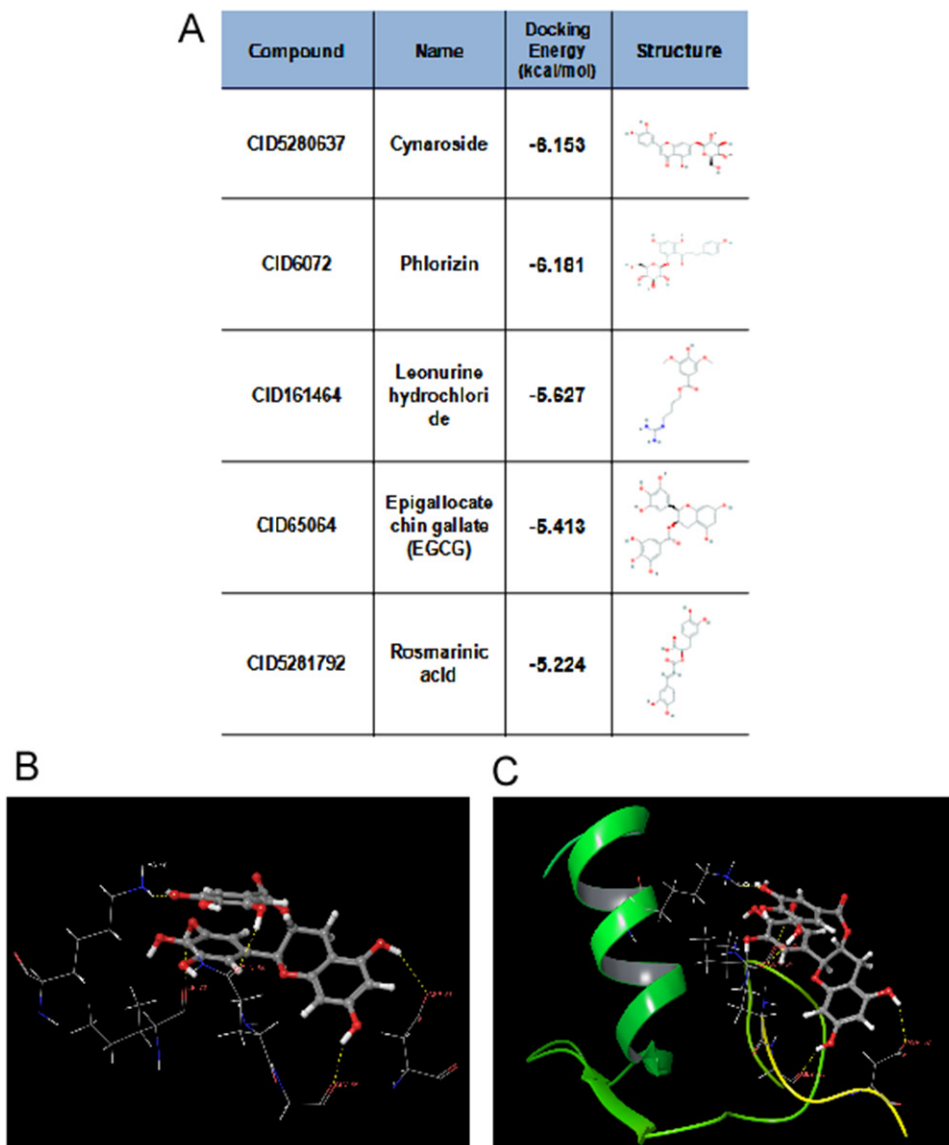 A
Compound Name Docking Energy (kcal/mol) Structure
CID5280637 Cynaroside -6.153
CID6072 Phlorizin -6.181
CID161464 Leonurine hydrochlori de -5.627
CID65064 Epigallocate chin gallate (EGCG) -5.413
CID5281792 Rosmarinic acid -5.224
B
C